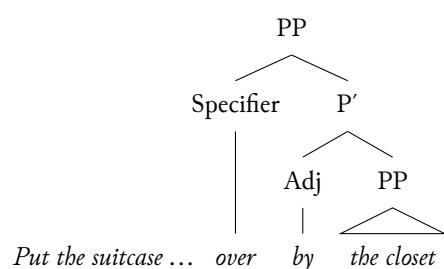 PP
Specifier P′
Adj PP
Put the suitcase … over by the closet